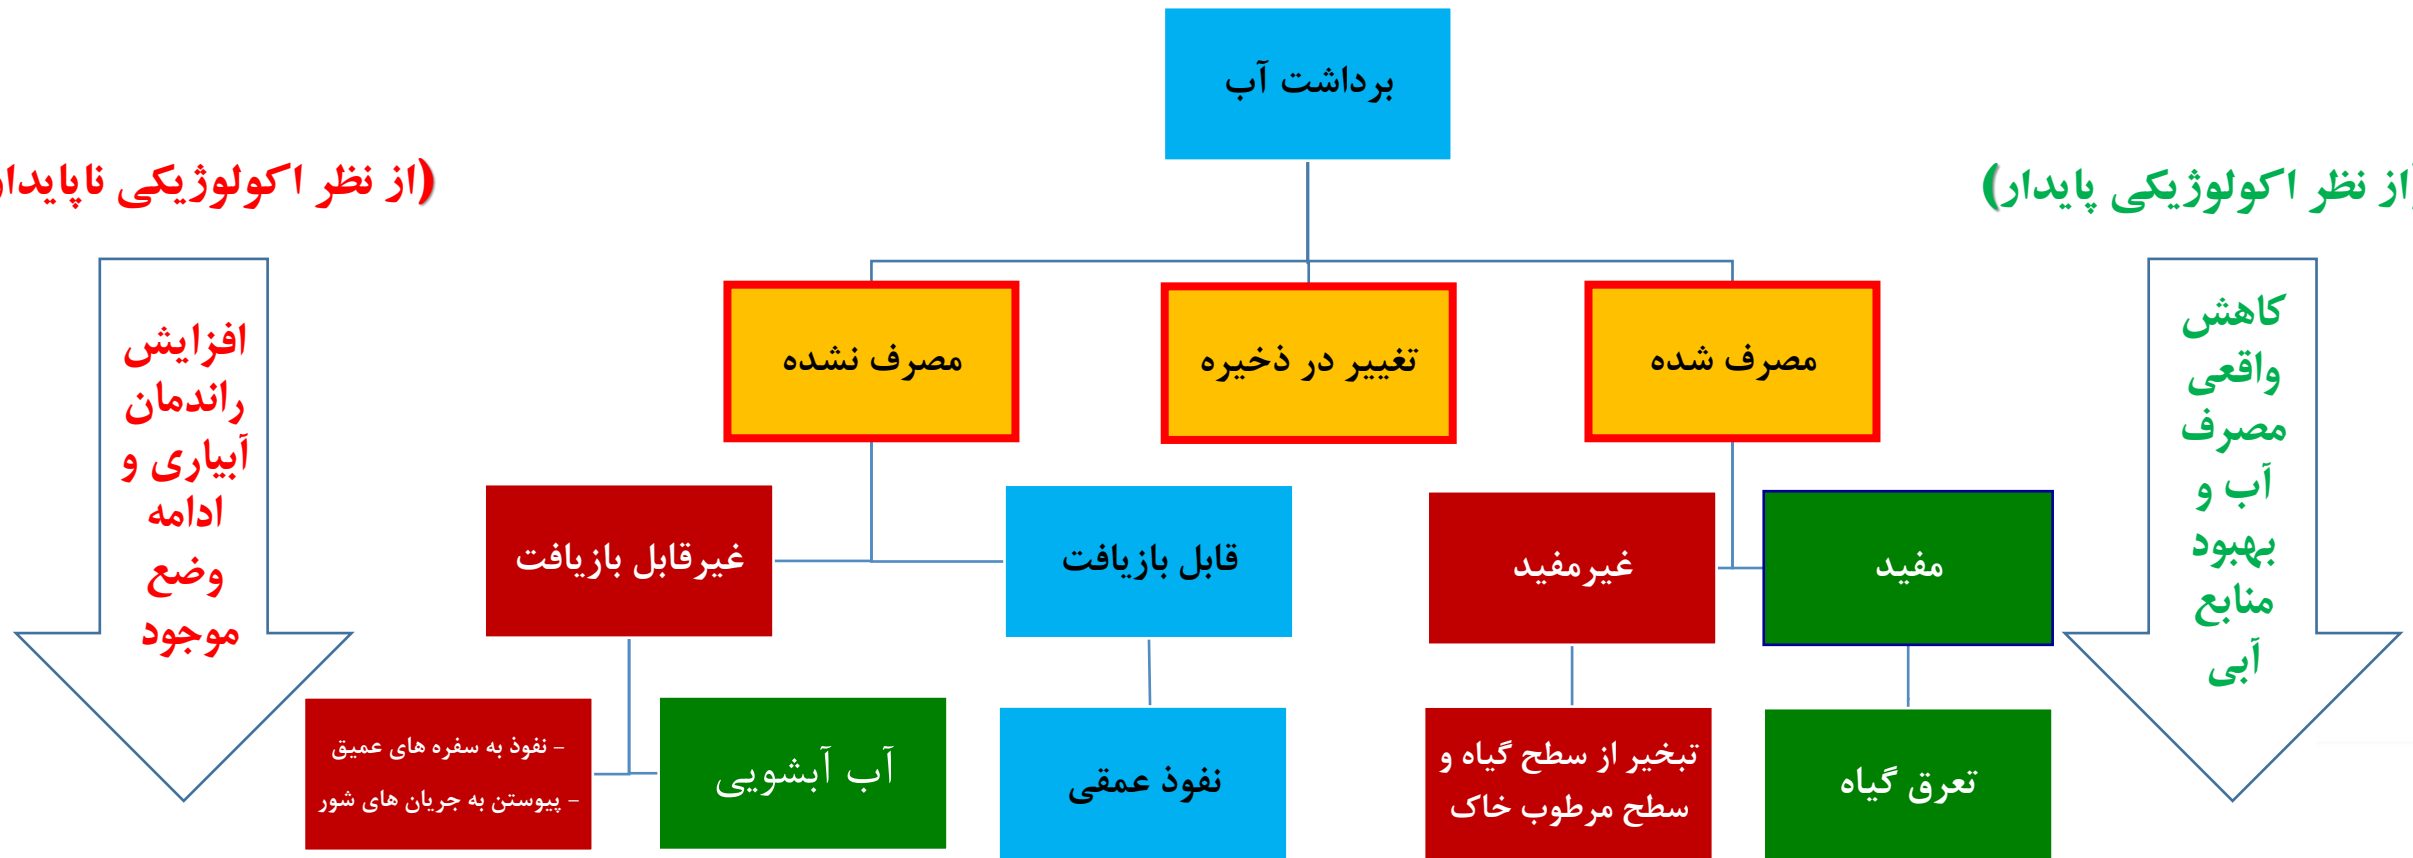 برداشت آب
از نظر اکولوژیکی پایدار)
(از نظر اکولوژیکی ناپایدار
کاهش
واقعی
مصرف
آب و
بهبود
منابع
آبی
مصرف شده
تغییر در ذخیره
مصرف نشده
افزایش
راندمان
آبیاری و
ادامه
وضع
موجود
مفید
غیرمفید
قابل بازیافت
غیرقابل بازیافت
تعرق گیاه
تبخیر از سطح گیاه و
سطح مرطوب خاک
نفوذ عمقی
آب آبشویی
- نفوذ به سفره های عمیق
- پیوستن به جریان های شور